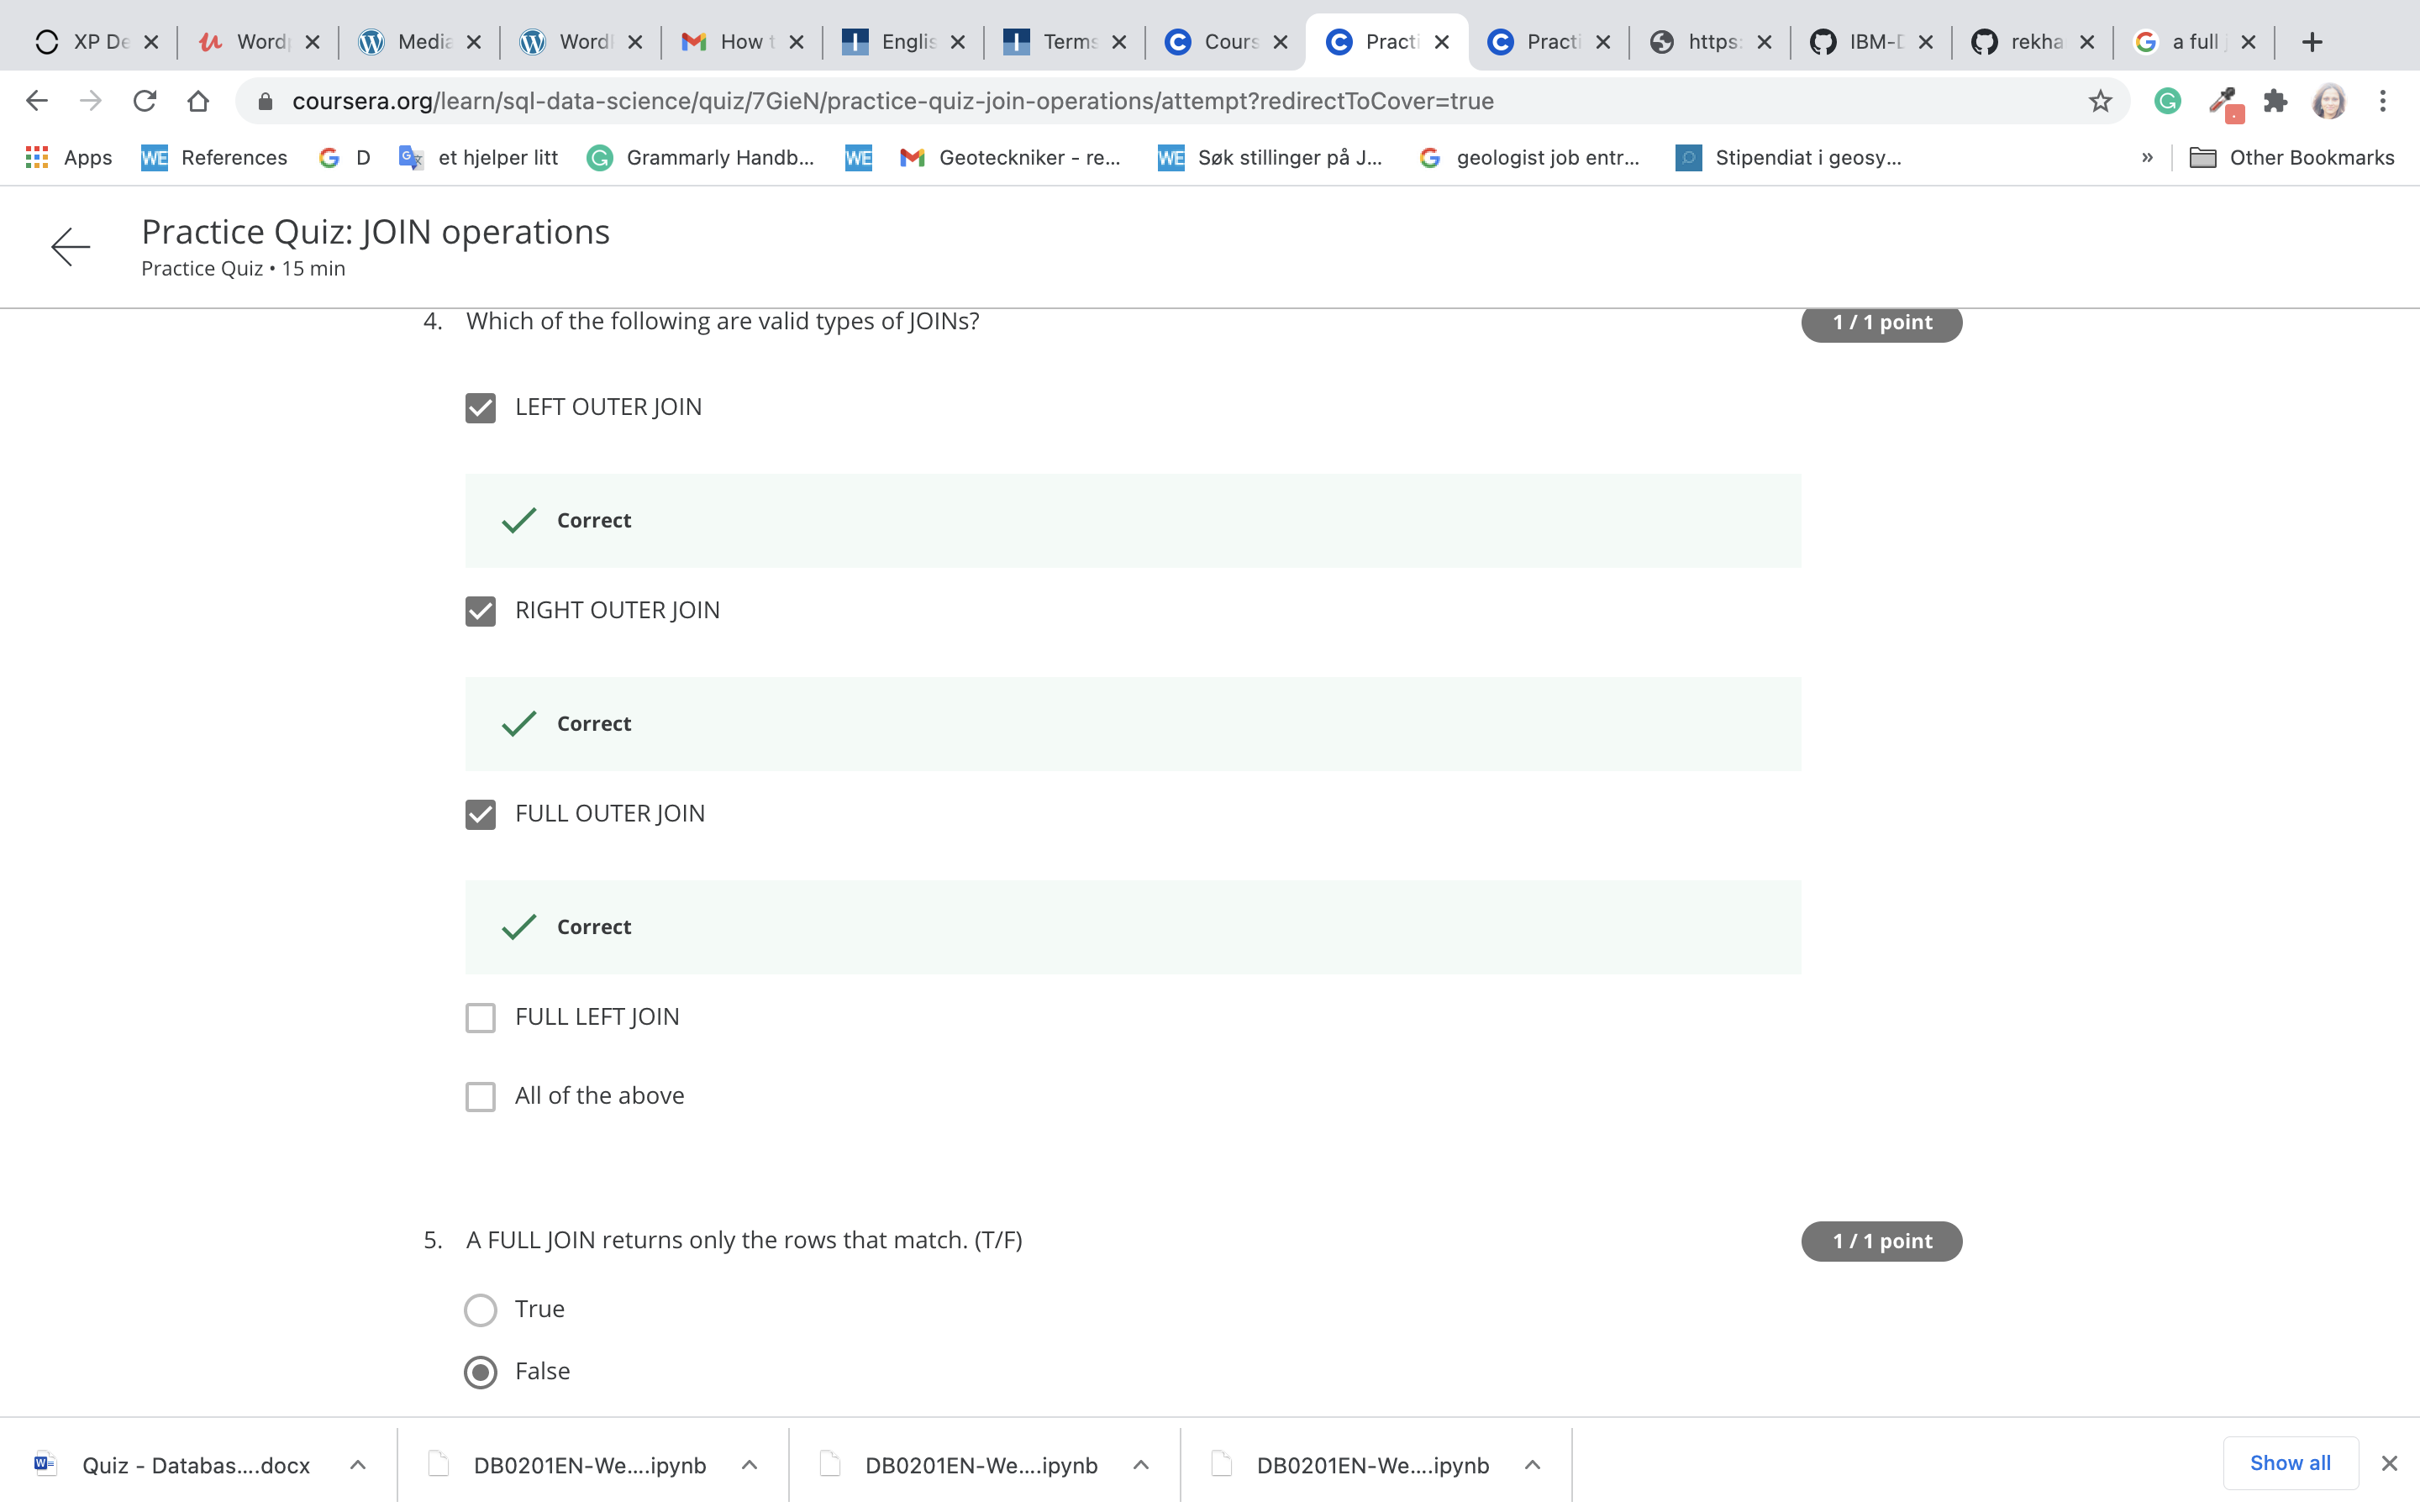 XP De
Word
Media
Word
How t
Englis
Terms
Cours
Practi
Practi
https:
IBM-D
rekha
a full
coursera.org/learn/sql-data-science/quiz/7GieN/practice-quiz-join-operations/attempt?redirectToCover=true
Apps
WE References
D
et hjelper litt
Grammarly Handb...
WE
Geoteckniker - re...
WE Søk stillinger på J...
geologist job entr...
Stipendiat i geosy...
»
Other Bookmarks
Practice Quiz: JOIN operations
Practice Quiz • 15 min
4. Which of the following are valid types of JOINs?
1 / 1 point
LEFT OUTER JOIN
Correct
RIGHT OUTER JOIN
Correct
FULL OUTER JOIN
Correct
FULL LEFT JOIN
All of the above
5. A FULL JOIN returns only the rows that match. (T/F)
1 / 1 point
True
False
Quiz - Databas....docx
DB0201EN-We....ipynb
DB0201EN-We....ipynb
DB0201EN-We....ipynb
Show all